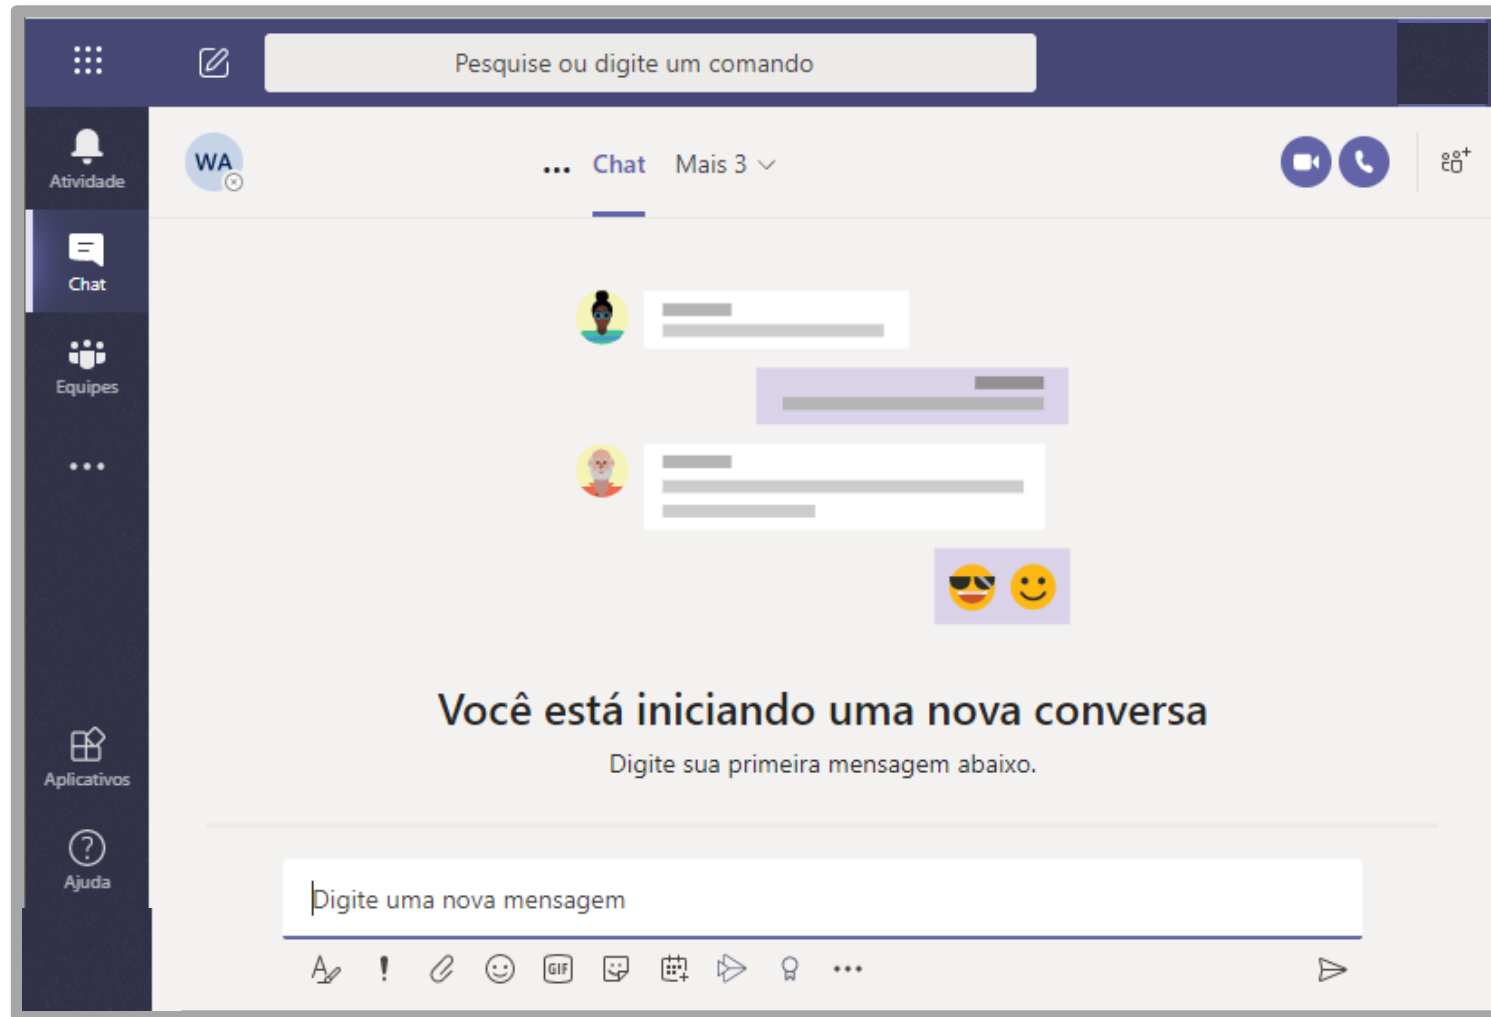 Pesquise ou digite um comando
Atividade
WA
... Chat Mais 3
Chat
Equipes
Você está iniciando uma nova conversa
Digite sua primeira mensagem abaixo.
Aplicativos
Ajuda
Digite uma nova mensagem
GIF